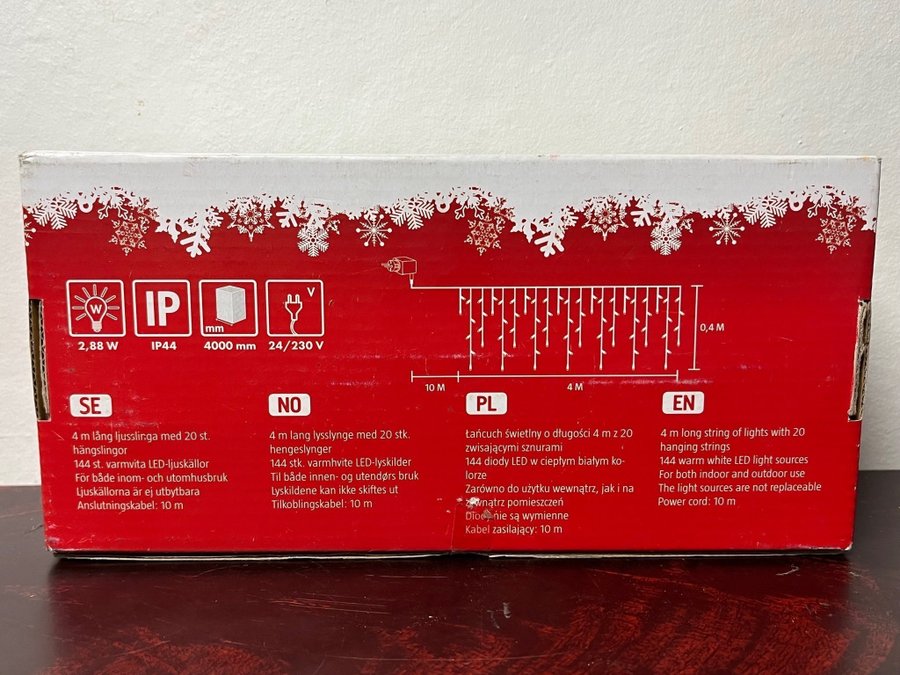 W
IP
mm
V
2,88 W
IP44
4000 mm
24/230 V
0,4 M
10 M
4 M
SE
4 m lång ljusslinga med 20 st.
hängslingor
144 st. varmvita LED-ljuskällor
För både inom- och utomhusbruk
Ljuskällorna är ej utbytbara
Anslutningskabel: 10 m
NO
4 m lang lysslynge med 20 stk.
hengeslynger
144 stk. varmhvite LED-lyskilder
Til både innen- og utendørs bruk
Lyskildene kan ikke skiftes ut
Tilkoblingskabel: 10 m
PL
Łańcuch świetlny o długości 4 m z 20
zwisającymi sznurami
144 diody LED w ciepłym białym ko-
lorze
Zarówno do użytku wewnątrz, jak i na
zewnątrz pomieszczeń
Diody nie są wymienne
Kabel zasilający: 10 m
EN
4 m long string of lights with 20
hanging strings
144 warm white LED light sources
For both indoor and outdoor use
The light sources are not replaceable
Power cord: 10 m